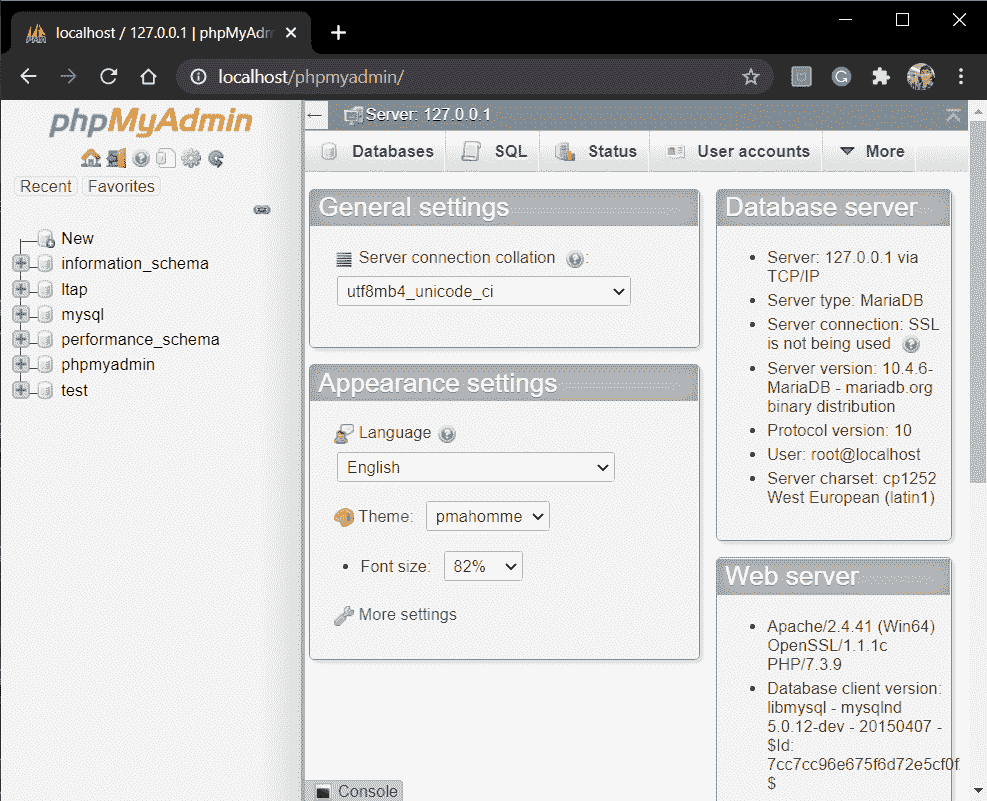 localhost / 127.0.0.1 | phpMyAdm
localhost/phpmyadmin/
phpMyAdmin
Recent Favorites
New
information_schema
ltap
mysql
performance_schema
phpmyadmin
test
Server: 127.0.0.1
Databases SQL Status User accounts More
General settings
Server connection collation :
utf8mb4_unicode_ci
Appearance settings
Language
English
Theme: pmahomme
Font size: 82%
More settings
Database server
Server: 127.0.0.1 via
TCP/IP
Server type: MariaDB
Server connection: SSL
is not being used
Server version: 10.4.6-
MariaDB - mariadb.org
binary distribution
Protocol version: 10
User: root@localhost
Server charset: cp1252
West European (latin1)
Web server
Apache/2.4.41 (Win64)
OpenSSL/1.1.1c
PHP/7.3.9
Database client version:
libmysql - mysqlnd
5.0.12-dev - 20150407 -
$Id:
7cc7cc96e675f6d72e5cf0f
$
Console